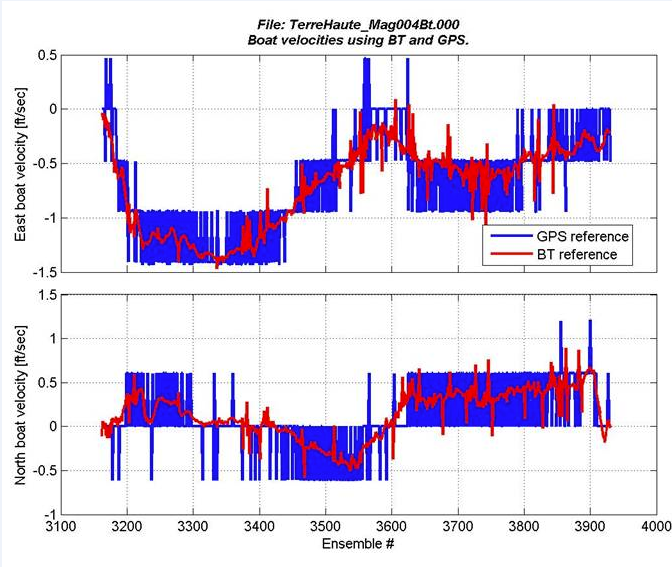 File: TerreHaute_Mag004Bt.000
Boat velocities using BT and GPS.
East boat velocity [ft/sec]
0.5
0
-0.5
-1
-1.5
GPS reference
BT reference
North boat velocity [ft/sec]
1.5
1
0.5
0
-0.5
-1
3100 3200 3300 3400 3500 3600 3700 3800 3900 4000
Ensemble #